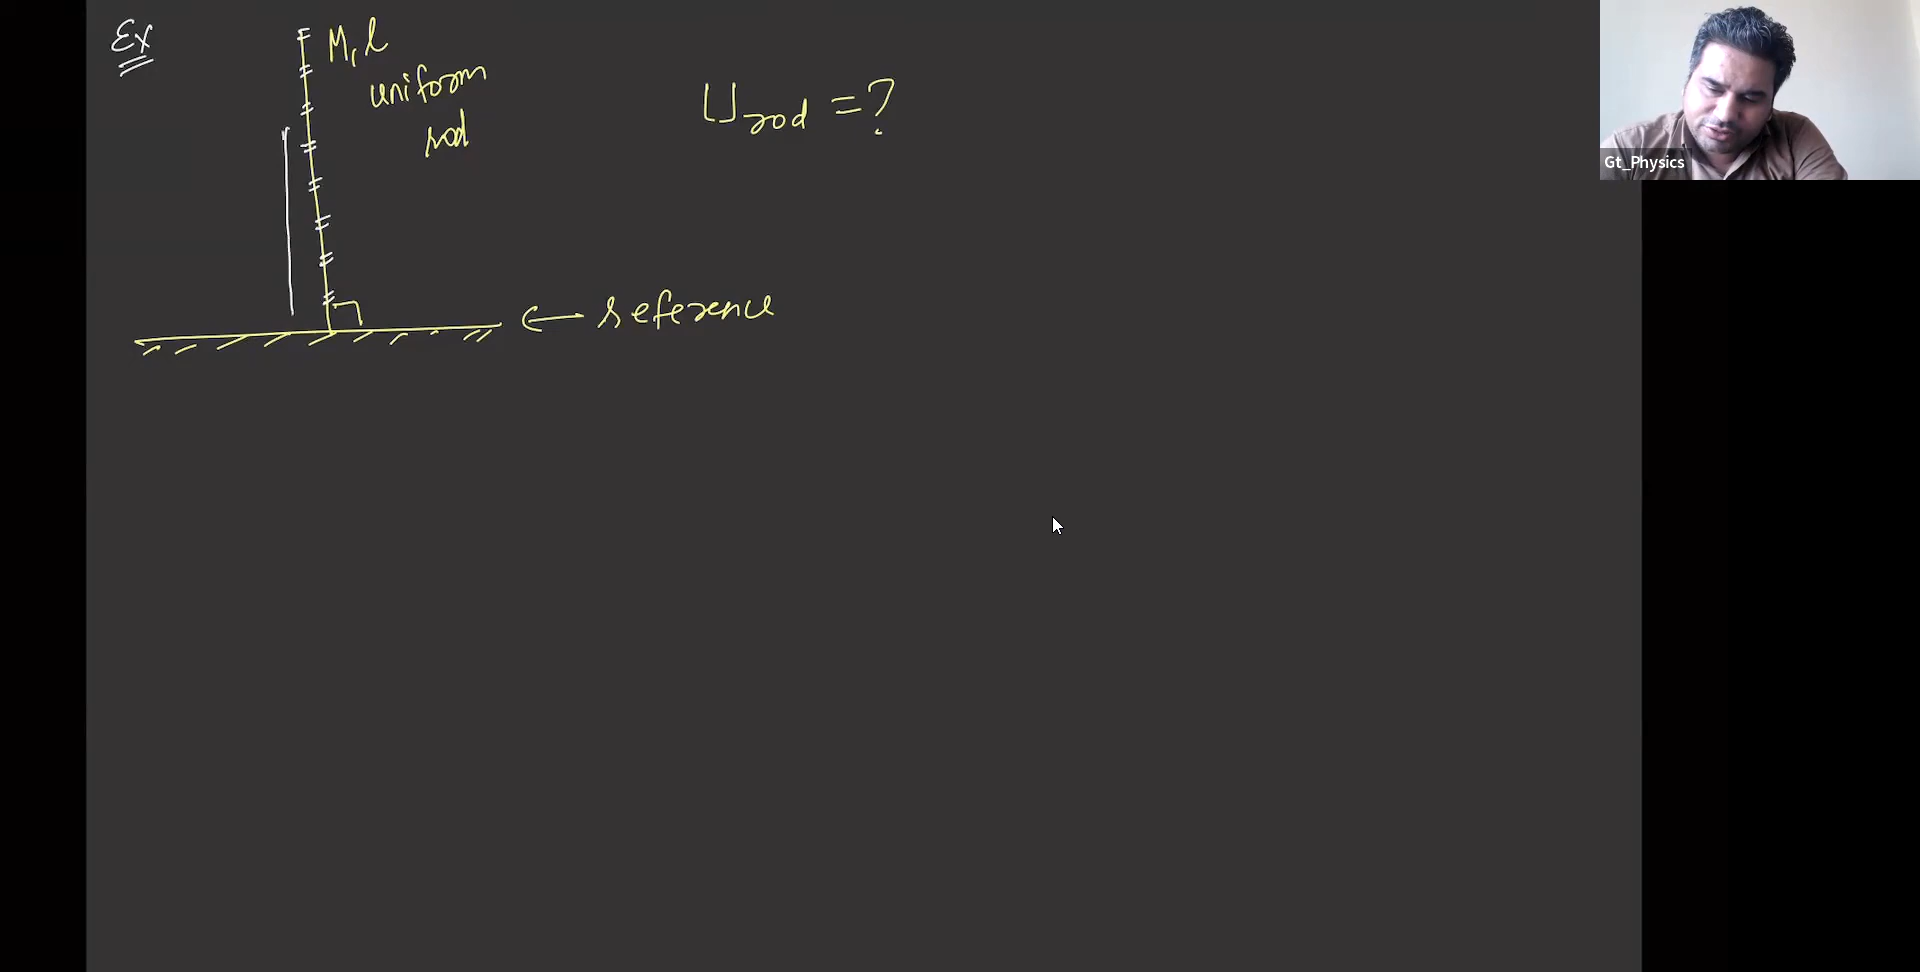 Ex
M, l
uniform
rod
U rod = ?
← reference
Gt_Physics